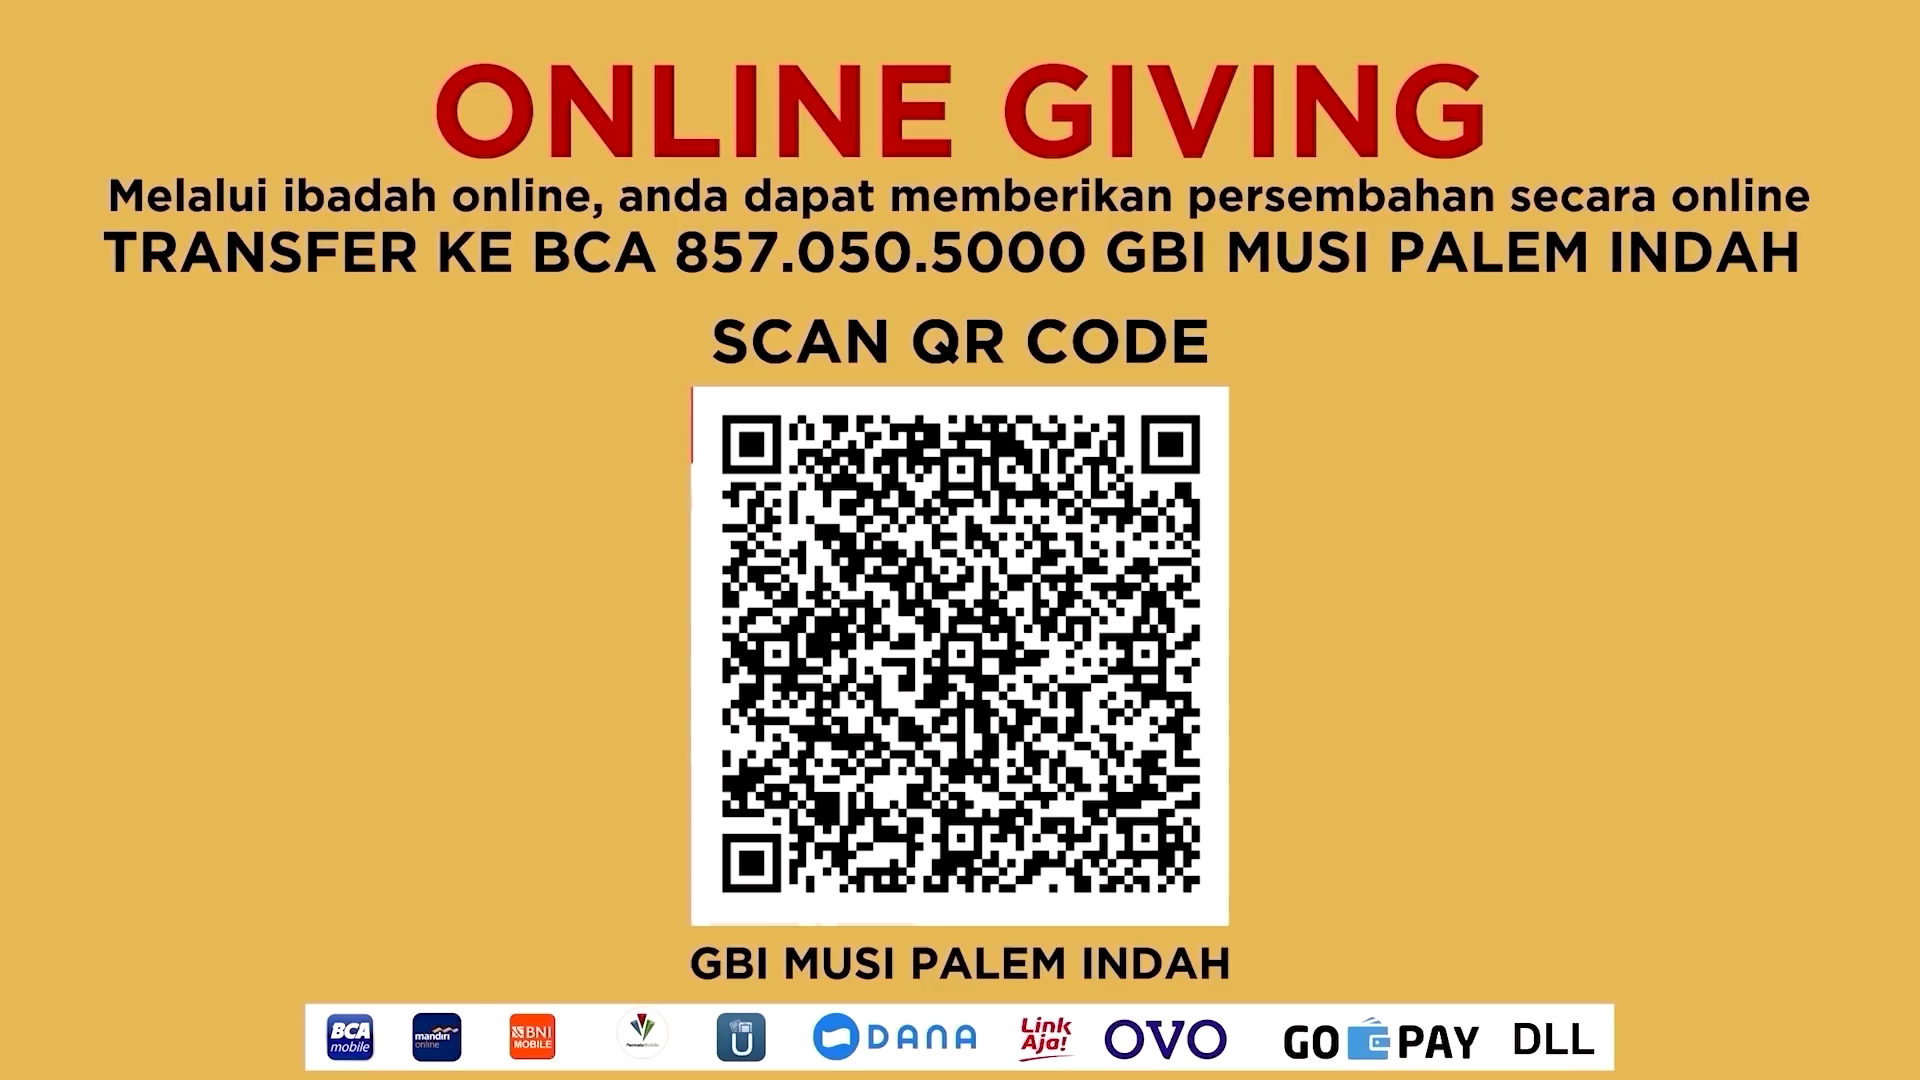 ONLINE GIVING
Melalui ibadah online, anda dapat memberikan persembahan secara online
TRANSFER KE BCA 857.050.5000 GBI MUSI PALEM INDAH
SCAN QR CODE
GBI MUSI PALEM INDAH
BCA mobile mandiri online BNI MOBILE PermataMobile DANA Link Aja! OVO GO PAY DLL